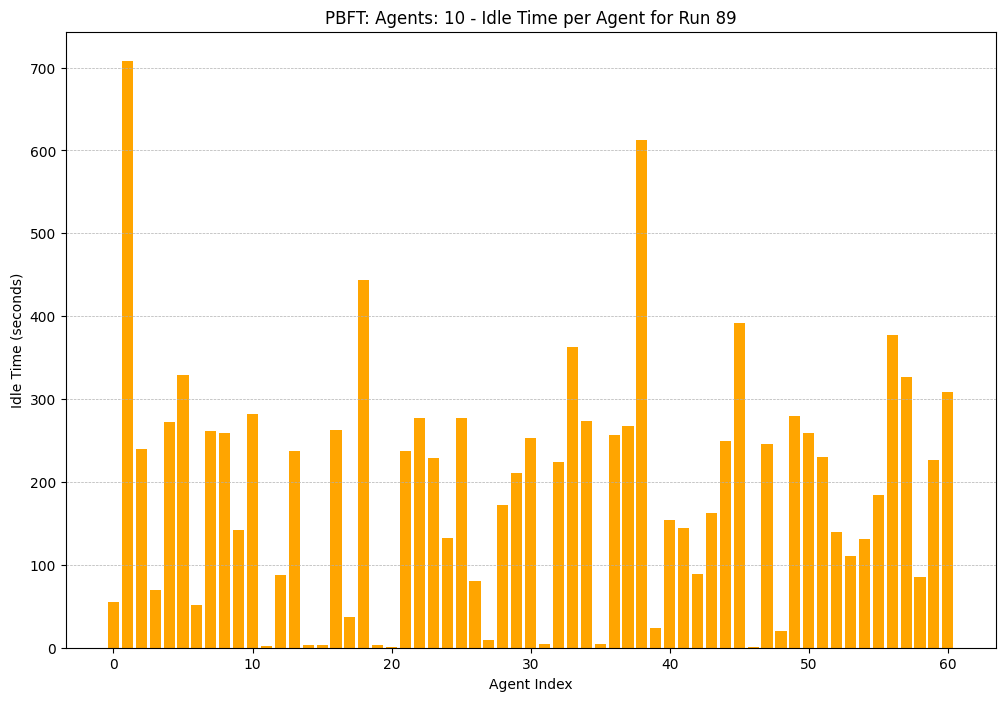 PBFT: Agents: 10 - Idle Time per Agent for Run 89
Idle Time (seconds)
700
600
500
400
300
200
100
0
0 10 20 30 40 50 60
Agent Index